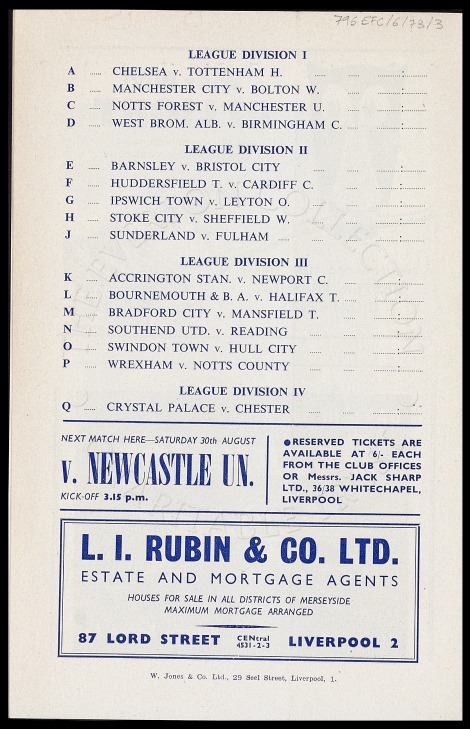 796 EFC/6/73/3
LEAGUE DIVISION I
A ..... CHELSEA v. TOTTENHAM H.
B ..... MANCHESTER CITY v. BOLTON W.
C ..... NOTTS FOREST v. MANCHESTER U.
D ..... WEST BROM. ALB. v. BIRMINGHAM C.
LEAGUE DIVISION II
E ..... BARNSLEY v. BRISTOL CITY
F ..... HUDDERSFIELD T. v. CARDIFF C.
G ..... IPSWICH TOWN v. LEYTON O.
H ..... STOKE CITY v. SHEFFIELD W.
J ..... SUNDERLAND v. FULHAM
LEAGUE DIVISION III
K ..... ACCRINGTON STAN. v. NEWPORT C.
L ..... BOURNEMOUTH & B. A. v. HALIFAX T.
M ..... BRADFORD CITY v. MANSFIELD T.
N ..... SOUTHEND UTD. v. READING
O ..... SWINDON TOWN v. HULL CITY
P ..... WREXHAM v. NOTTS COUNTY
LEAGUE DIVISION IV
Q ..... CRYSTAL PALACE v. CHESTER
NEXT MATCH HERE—SATURDAY 30th AUGUST
v. NEWCASTLE UN.
KICK-OFF 3.15 p.m.
●RESERVED TICKETS ARE
AVAILABLE AT 6/- EACH
FROM THE CLUB OFFICES
OR Messrs. JACK SHARP
LTD., 36/38 WHITECHAPEL,
LIVERPOOL
L. I. RUBIN & CO. LTD.
ESTATE AND MORTGAGE AGENTS
HOUSES FOR SALE IN ALL DISTRICTS OF MERSEYSIDE
MAXIMUM MORTGAGE ARRANGED
87 LORD STREET CENtral 4531-2-3 LIVERPOOL 2
W. Jones & Co. Ltd., 29 Seel Street, Liverpool, 1.